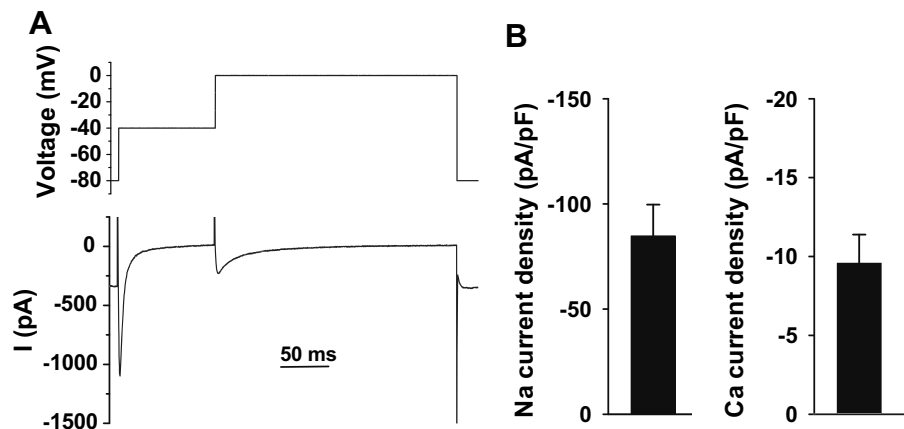 A
Voltage (mV)
0
-20
-40
-60
-80
I (pA)
0
-500
-1000
-1500
50 ms
B
Na current density (pA/pF)
-150
-100
-50
0
Ca current density (pA/pF)
-20
-15
-10
-5
0